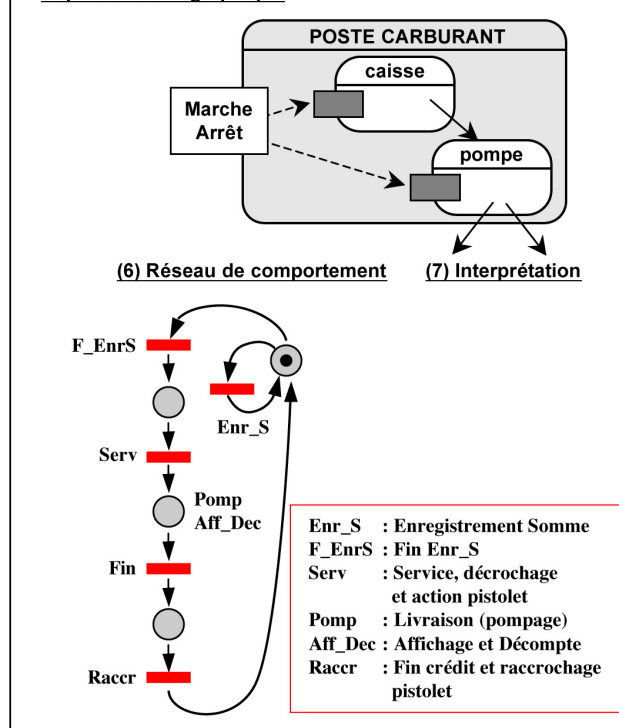 POSTE CARBURANT
caisse
Marche
Arrêt
pompe
(6) Réseau de comportement
(7) Interprétation
F_EnrS
Enr_S
Serv
Pomp
Aff_Dec
Fin
Raccr
Enr_S : Enregistrement Somme
F_EnrS : Fin Enr_S
Serv : Service, décrochage
et action pistolet
Pomp : Livraison (pompage)
Aff_Dec : Affichage et Décompte
Raccr : Fin crédit et raccrochage
pistolet